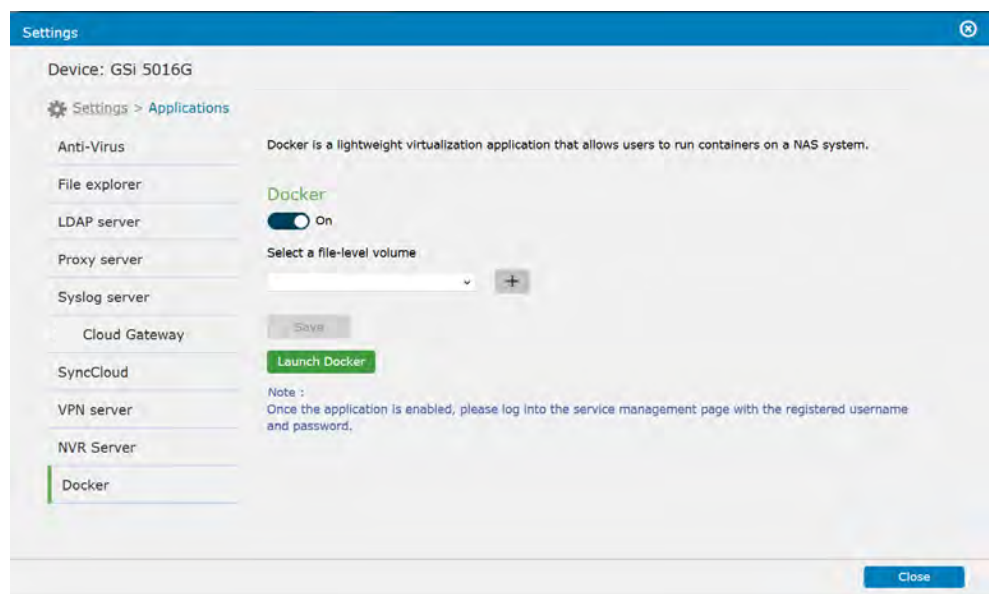 Settings
Device: GSi 5016G
Settings > Applications
Anti-Virus
File explorer
LDAP server
Proxy server
Syslog server
Cloud Gateway
SyncCloud
VPN server
NVR Server
Docker
Docker is a lightweight virtualization application that allows users to run containers on a NAS system.
Docker
On
Select a file-level volume
Save
Launch Docker
Note :
Once the application is enabled, please log into the service management page with the registered username
and password.
Close